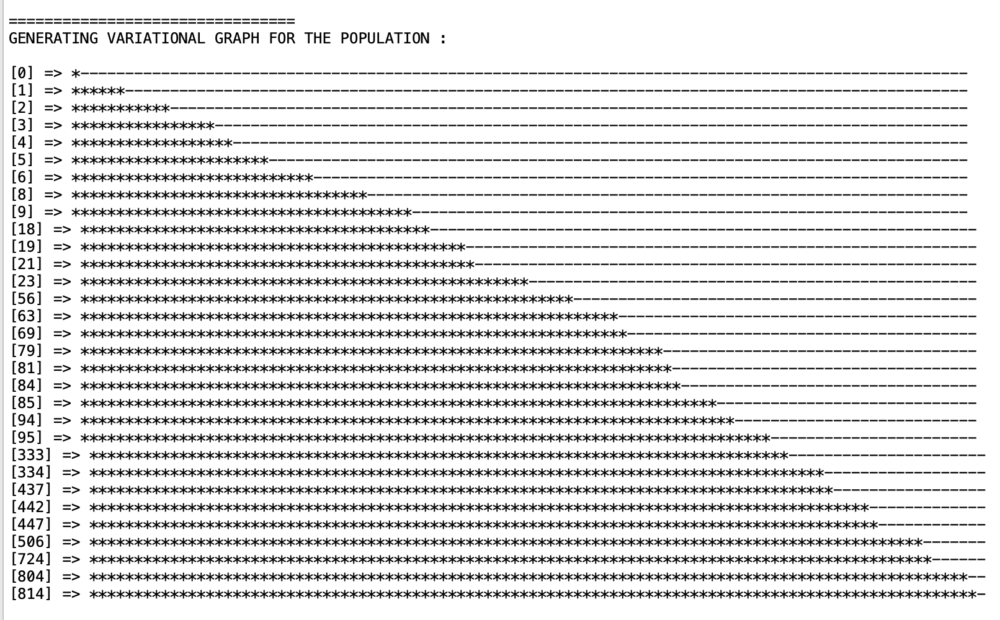 ================================
GENERATING VARIATIONAL GRAPH FOR THE POPULATION :
[0] => *---------------------------------------------------------------------------------------------------
[1] => ******----------------------------------------------------------------------------------------------
[2] => ***********-----------------------------------------------------------------------------------------
[3] => ****************------------------------------------------------------------------------------------
[4] => ******************----------------------------------------------------------------------------------
[5] => **********************------------------------------------------------------------------------------
[6] => ***************************-------------------------------------------------------------------------
[8] => *********************************-------------------------------------------------------------------
[9] => **************************************--------------------------------------------------------------
[18] => ***************************************-------------------------------------------------------------
[19] => *******************************************---------------------------------------------------------
[21] => ********************************************--------------------------------------------------------
[23] => **************************************************--------------------------------------------------
[56] => *******************************************************---------------------------------------------
[63] => ************************************************************----------------------------------------
[69] => *************************************************************---------------------------------------
[79] => *****************************************************************-----------------------------------
[81] => ******************************************************************----------------------------------
[84] => *******************************************************************---------------------------------
[85] => ***********************************************************************-----------------------------
[94] => *************************************************************************---------------------------
[95] => *****************************************************************************-----------------------
[333] => ******************************************************************************----------------------
[334] => **********************************************************************************------------------
[437] => ***********************************************************************************-----------------
[442] => ***************************************************************************************-------------
[447] => ****************************************************************************************------------
[506] => *********************************************************************************************-------
[724] => **********************************************************************************************------
[804] => **************************************************************************************************--
[814] => ***************************************************************************************************-